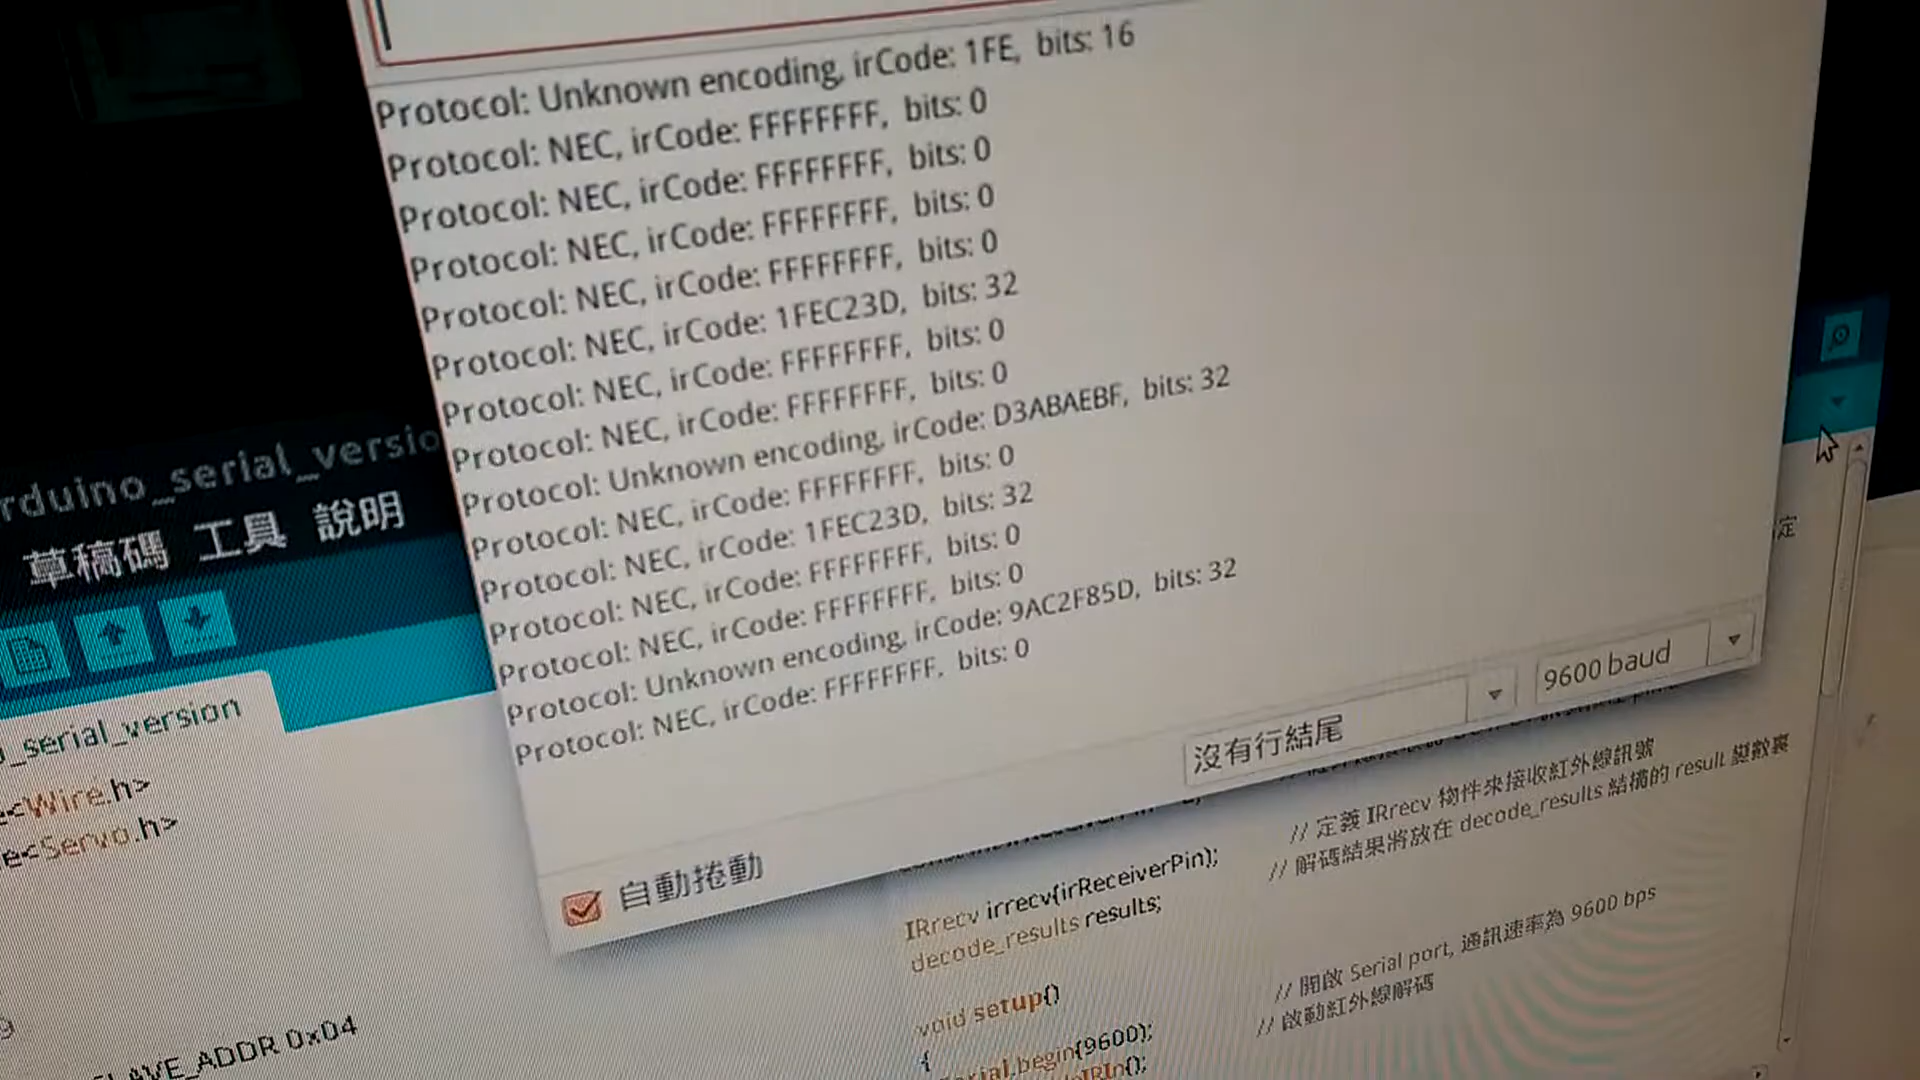 Protocol: Unknown encoding, irCode: 1FE, bits: 16
Protocol: NEC, irCode: FFFFFFFF, bits: 0
Protocol: NEC, irCode: FFFFFFFF, bits: 0
Protocol: NEC, irCode: FFFFFFFF, bits: 0
Protocol: NEC, irCode: FFFFFFFF, bits: 0
Protocol: NEC, irCode: 1FEC23D, bits: 32
Protocol: NEC, irCode: FFFFFFFF, bits: 0
Protocol: NEC, irCode: FFFFFFFF, bits: 0
Protocol: Unknown encoding, irCode: D3ABAEBF, bits: 32
Protocol: NEC, irCode: FFFFFFFF, bits: 0
Protocol: NEC, irCode: 1FEC23D, bits: 32
Protocol: NEC, irCode: FFFFFFFF, bits: 0
Protocol: NEC, irCode: FFFFFFFF, bits: 0
Protocol: Unknown encoding, irCode: 9AC2F85D, bits: 32
Protocol: NEC, irCode: FFFFFFFF, bits: 0
自動捲動
沒有行結尾
9600 baud
rduino_serial_versio
草稿碼 工具 說明
_serial_version
e<Wire.h>
e<Servo.h>
LAVE_ADDR 0x04
定
// 定義 IRrecv 物件來接收紅外線訊號
IRrecv irrecv(irReceiverPin); // 解碼結果將放在 decode_results 結構的 result 變數裏
decode_results results;
void setup()
{
erial.begin(9600); // 開啟 Serial port, 通訊速率為 9600 bps
IRIn(); // 啟動紅外線解碼